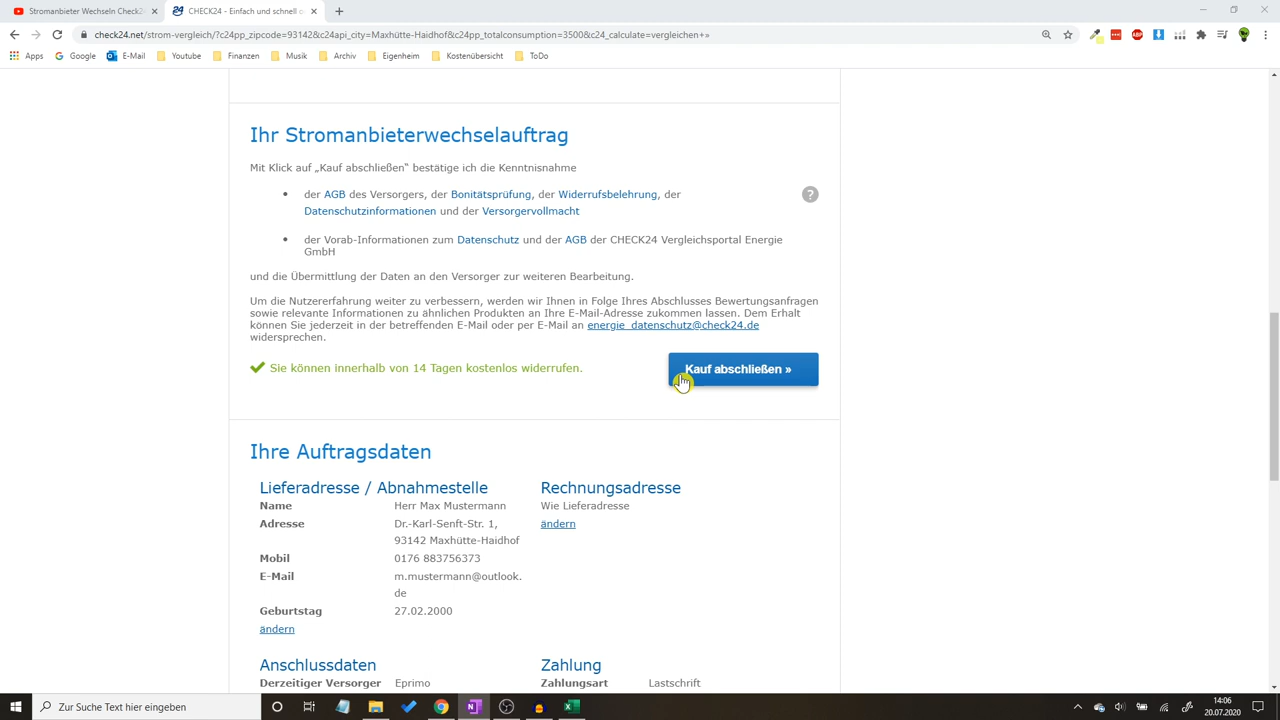 Stromanbieter Wechseln Check2
24 CHECK24 - Einfach und schnell o
check24.net/strom-vergleich/?c24pp_zipcode=93142&c24api_city=Maxhütte-Haidhof&c24pp_totalconsumption=3500&c24_calculate=vergleichen+»
ABP
Apps Google E-Mail Youtube Finanzen Musik Archiv Eigenheim Kostenübersicht ToDo
Ihr Stromanbieterwechselauftrag
Mit Klick auf „Kauf abschließen“ bestätige ich die Kenntnisnahme
• der AGB des Versorgers, der Bonitätsprüfung, der Widerrufsbelehrung, der
?
Datenschutzinformationen und der Versorgervollmacht
• der Vorab-Informationen zum Datenschutz und der AGB der CHECK24 Vergleichsportal Energie
GmbH
und die Übermittlung der Daten an den Versorger zur weiteren Bearbeitung.
Um die Nutzererfahrung weiter zu verbessern, werden wir Ihnen in Folge Ihres Abschlusses Bewertungsanfragen
sowie relevante Informationen zu ähnlichen Produkten an Ihre E-Mail-Adresse zukommen lassen. Dem Erhalt
können Sie jederzeit in der betreffenden E-Mail oder per E-Mail an energie_datenschutz@check24.de
widersprechen.
Sie können innerhalb von 14 Tagen kostenlos widerrufen.
Kauf abschließen »
Ihre Auftragsdaten
Lieferadresse / Abnahmestelle
Name Herr Max Mustermann
Adresse Dr.-Karl-Senft-Str. 1,
93142 Maxhütte-Haidhof
Mobil 0176 883756373
E-Mail m.mustermann@outlook.
de
Geburtstag 27.02.2000
ändern
Rechnungsadresse
Wie Lieferadresse
ändern
Anschlussdaten
Derzeitiger Versorger Eprimo
Zahlung
Zahlungsart Lastschrift
Zur Suche Text hier eingeben
14:06
20.07.2020